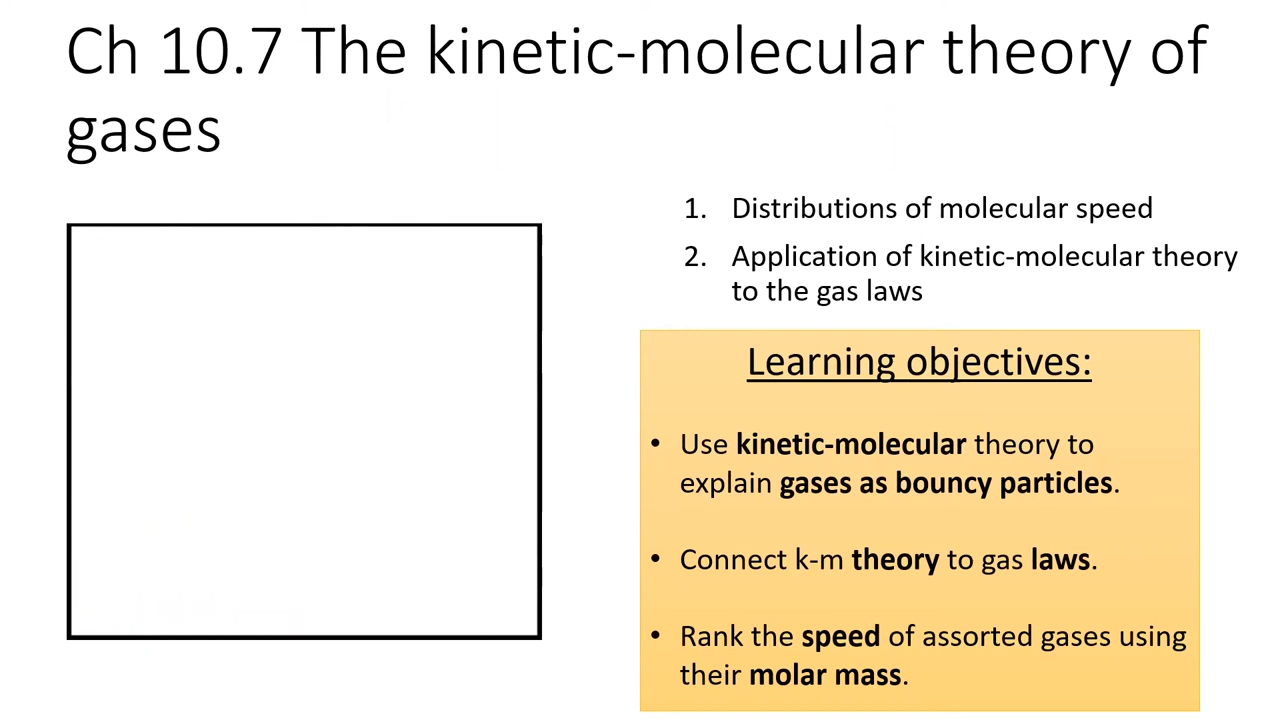 Ch 10.7 The kinetic-molecular theory of
gases
1. Distributions of molecular speed
2. Application of kinetic-molecular theory
to the gas laws
Learning objectives:
• Use kinetic-molecular theory to
explain gases as bouncy particles.
• Connect k-m theory to gas laws.
• Rank the speed of assorted gases using
their molar mass.